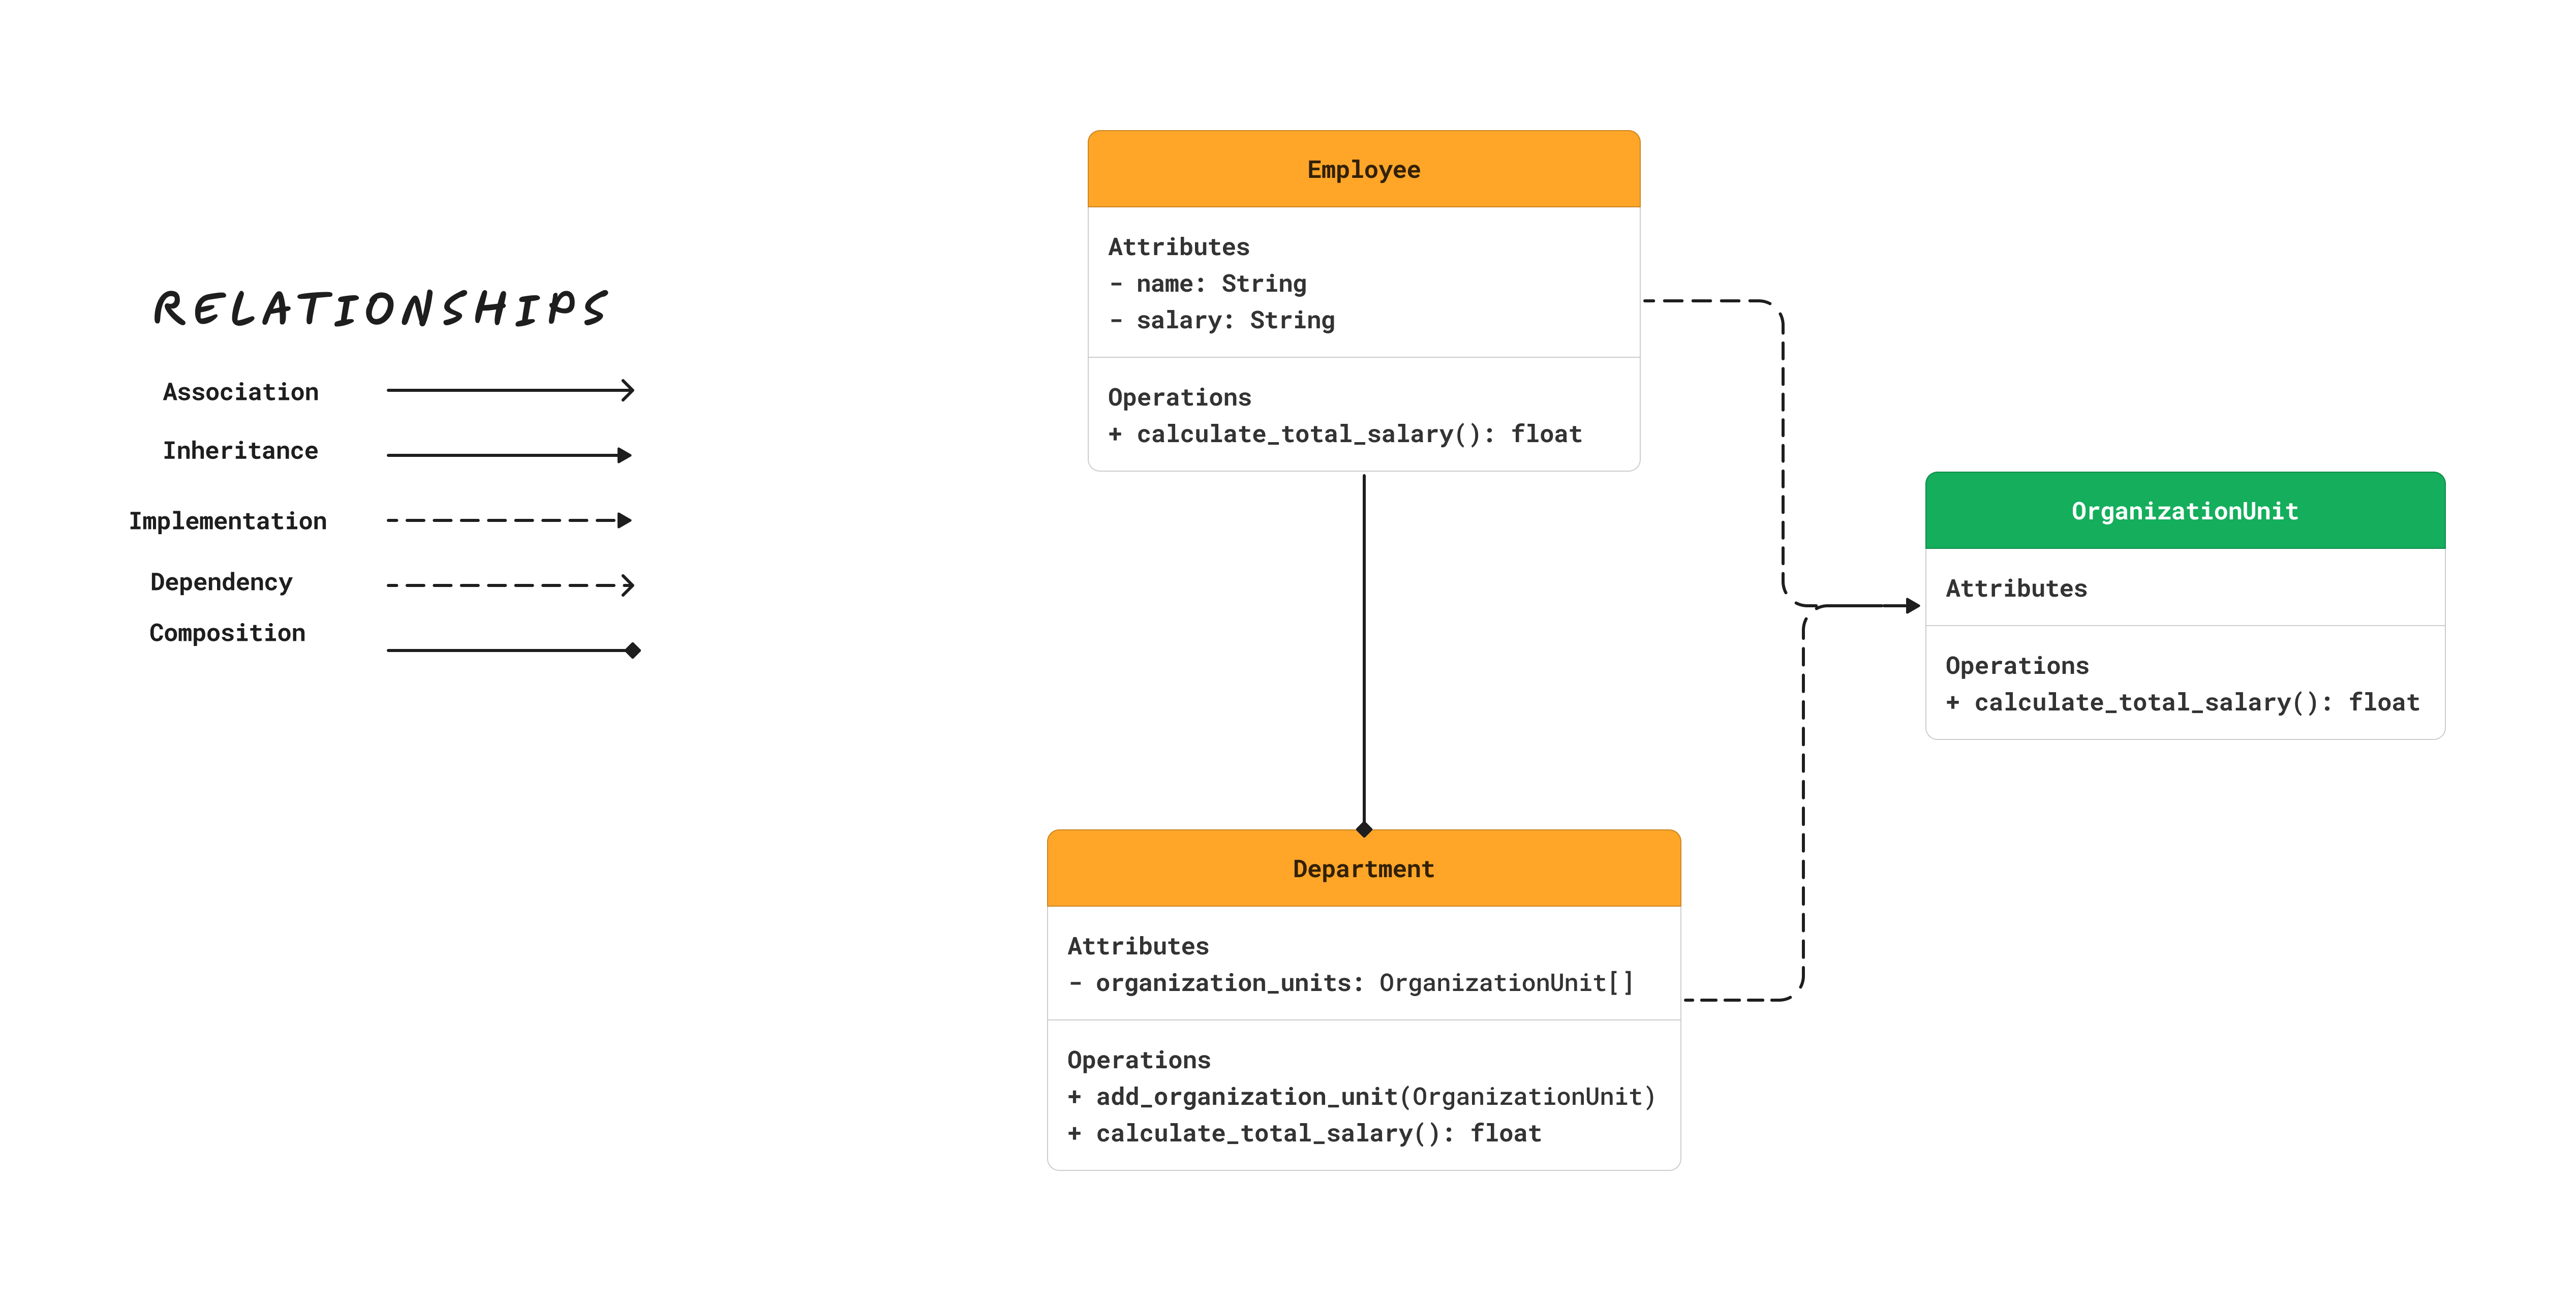 RELATIONSHIPS
Association
Inheritance
Implementation
Dependency
Composition
Employee
Attributes
- name: String
- salary: String
Operations
+ calculate_total_salary(): float
OrganizationUnit
Attributes
Operations
+ calculate_total_salary(): float
Department
Attributes
- organization_units: OrganizationUnit[]
Operations
+ add_organization_unit(OrganizationUnit)
+ calculate_total_salary(): float